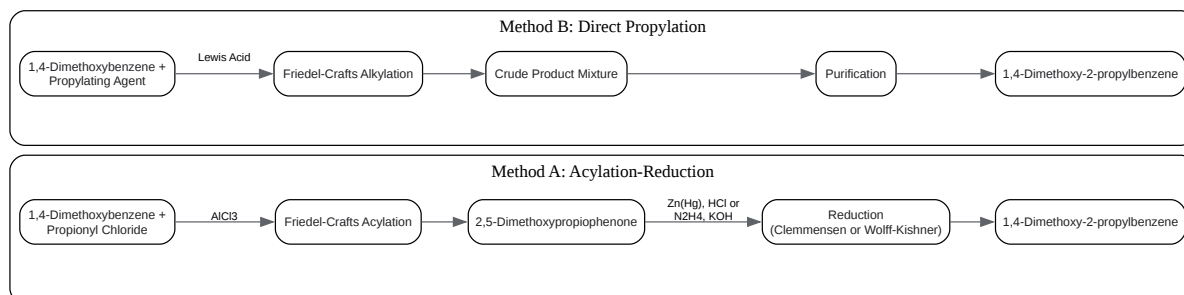 Method B: Direct Propylation
Lewis Acid
1,4-Dimethoxybenzene +
Propylating Agent
Friedel-Crafts Alkylation
Crude Product Mixture
Purification
1,4-Dimethoxy-2-propylbenzene
Method A: Acylation-Reduction
1,4-Dimethoxybenzene +
Propionyl Chloride
AlCl3
Friedel-Crafts Acylation
2,5-Dimethoxypropiophenone
Zn(Hg), HCl or
N2H4, KOH
Reduction
(Clemmensen or Wolff-Kishner)
1,4-Dimethoxy-2-propylbenzene